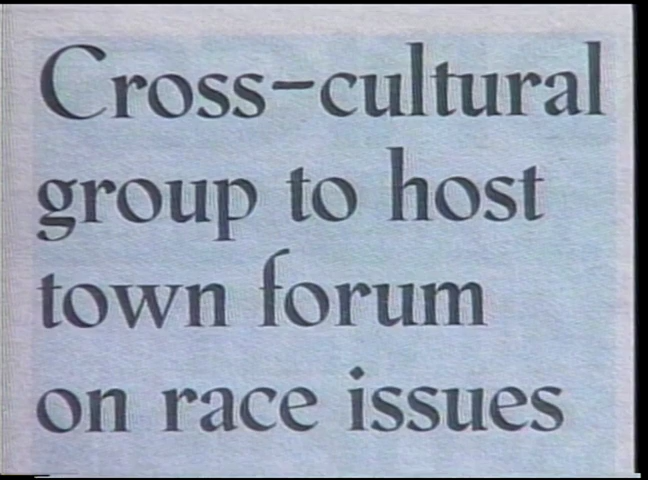 Cross-cultural
group to host
town forum
on race issues